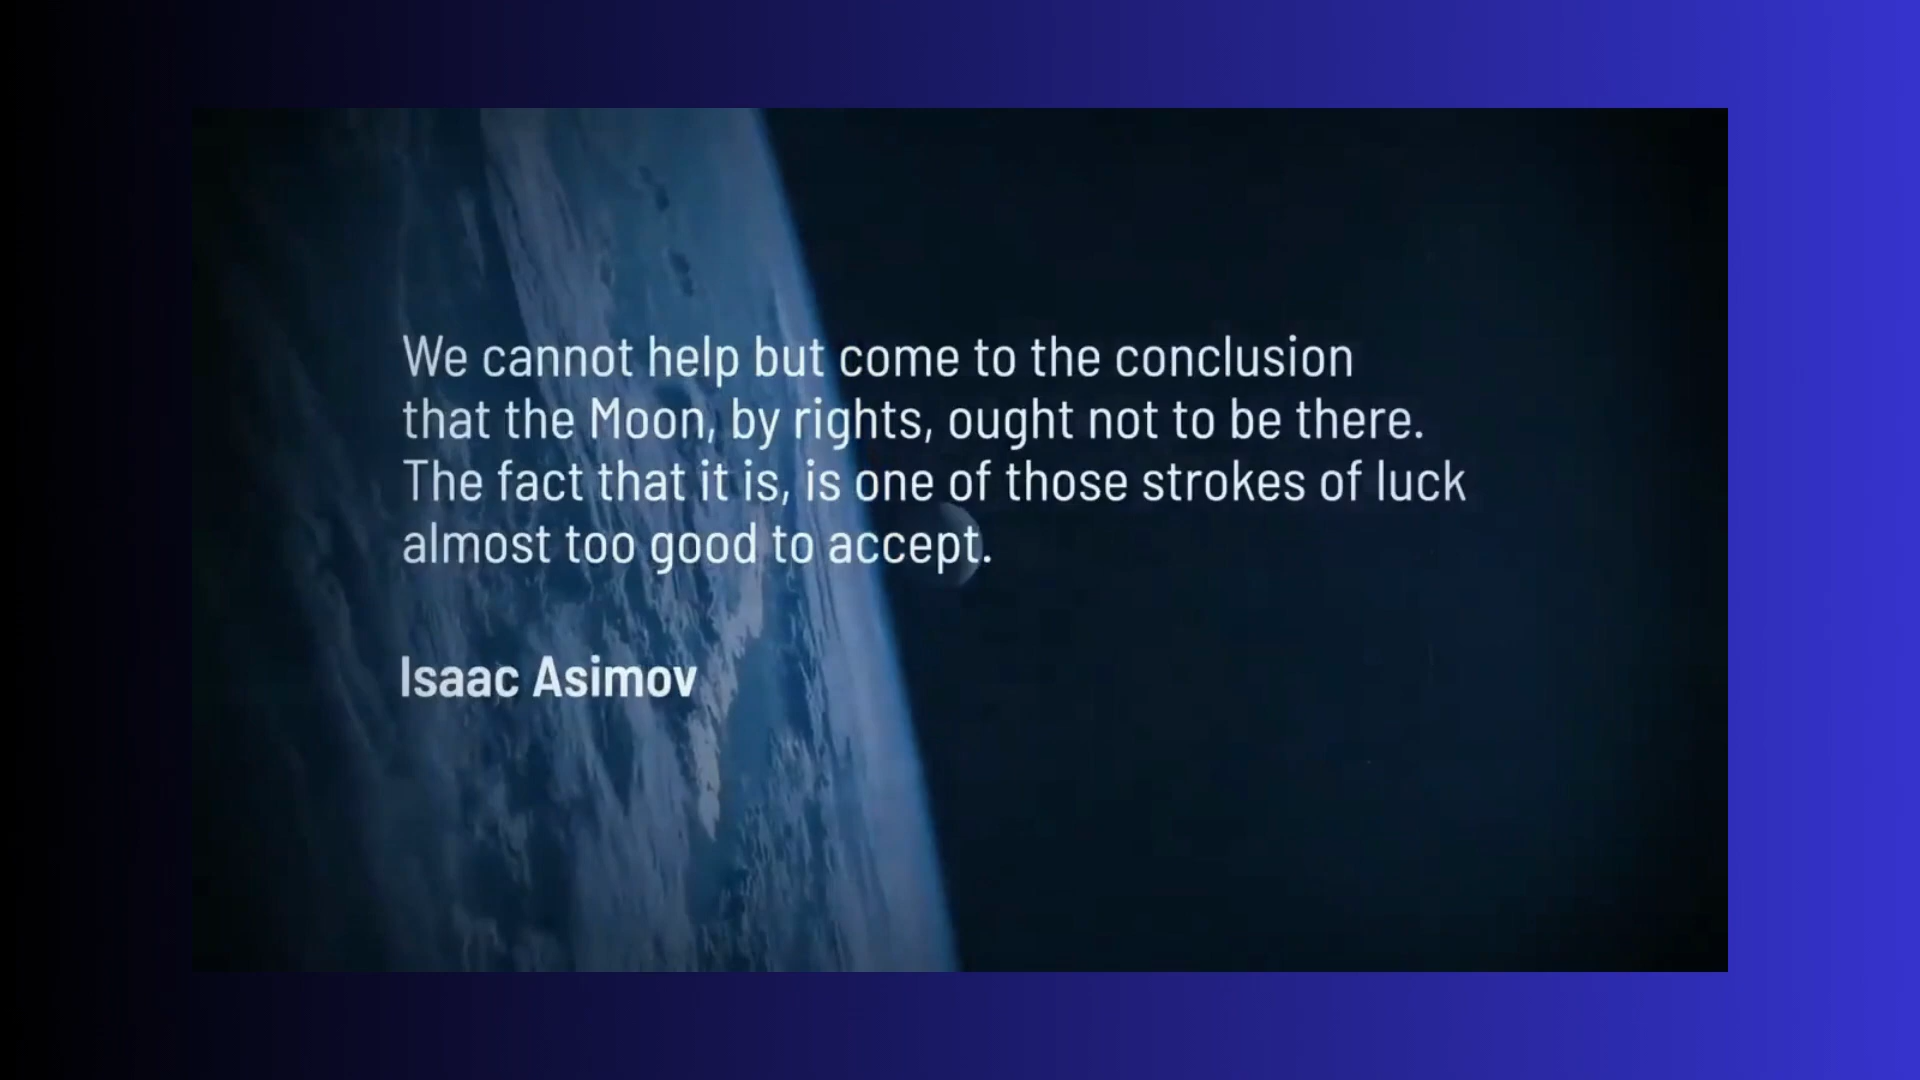 We cannot help but come to the conclusion
that the Moon, by rights, ought not to be there.
The fact that it is, is one of those strokes of luck
almost too good to accept.
Isaac Asimov